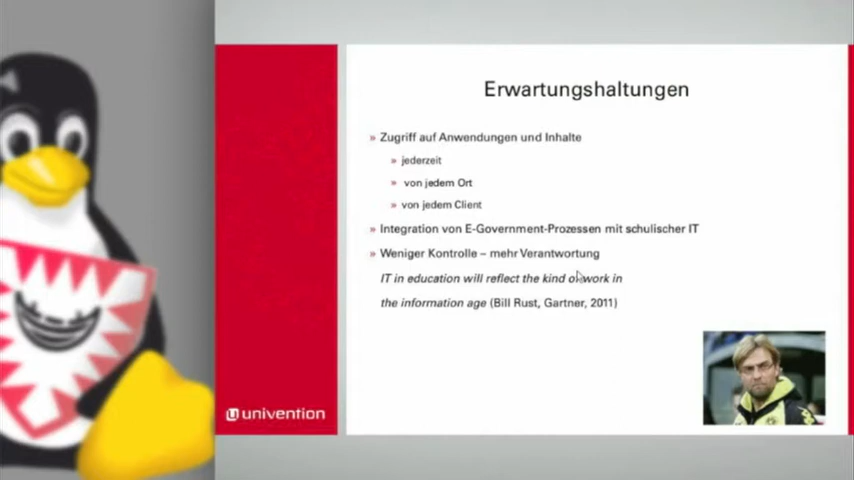 Erwartungshaltungen
» Zugriff auf Anwendungen und Inhalte
» jederzeit
» von jedem Ort
» von jedem Client
» Integration von E-Government-Prozessen mit schulischer IT
» Weniger Kontrolle – mehr Verantwortung
IT in education will reflect the kind of work in
the information age (Bill Rust, Gartner, 2011)
univention